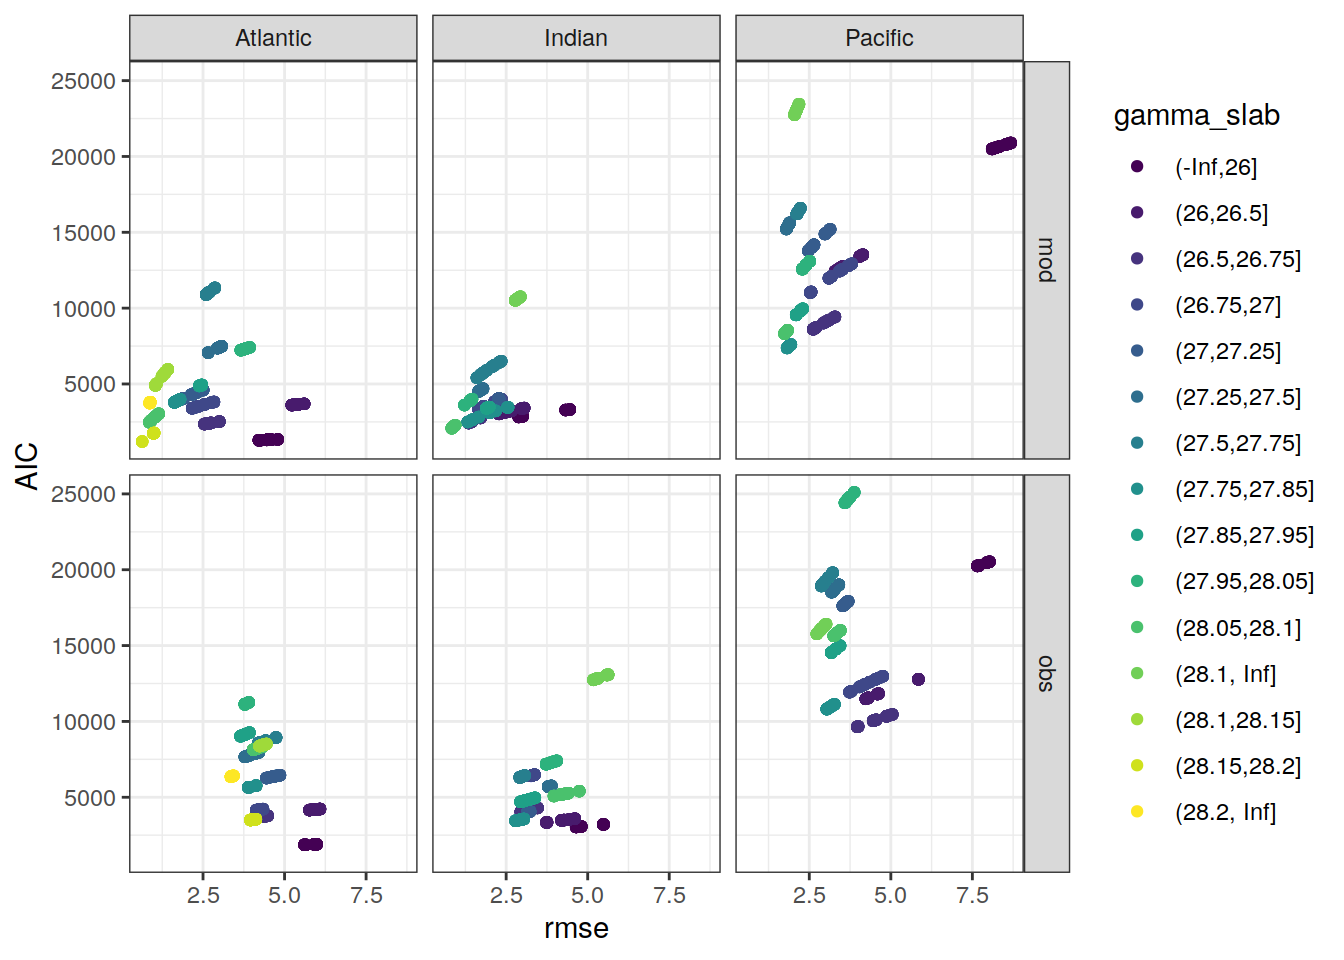 Atlantic
Indian
Pacific
25000
20000
15000
10000
5000
mod
25000
20000
15000
10000
5000
obs
AIC
2.5 5.0 7.5
2.5 5.0 7.5
2.5 5.0 7.5
rmse
gamma_slab
(-Inf,26]
(26,26.5]
(26.5,26.75]
(26.75,27]
(27,27.25]
(27.25,27.5]
(27.5,27.75]
(27.75,27.85]
(27.85,27.95]
(27.95,28.05]
(28.05,28.1]
(28.1, Inf]
(28.1,28.15]
(28.15,28.2]
(28.2, Inf]